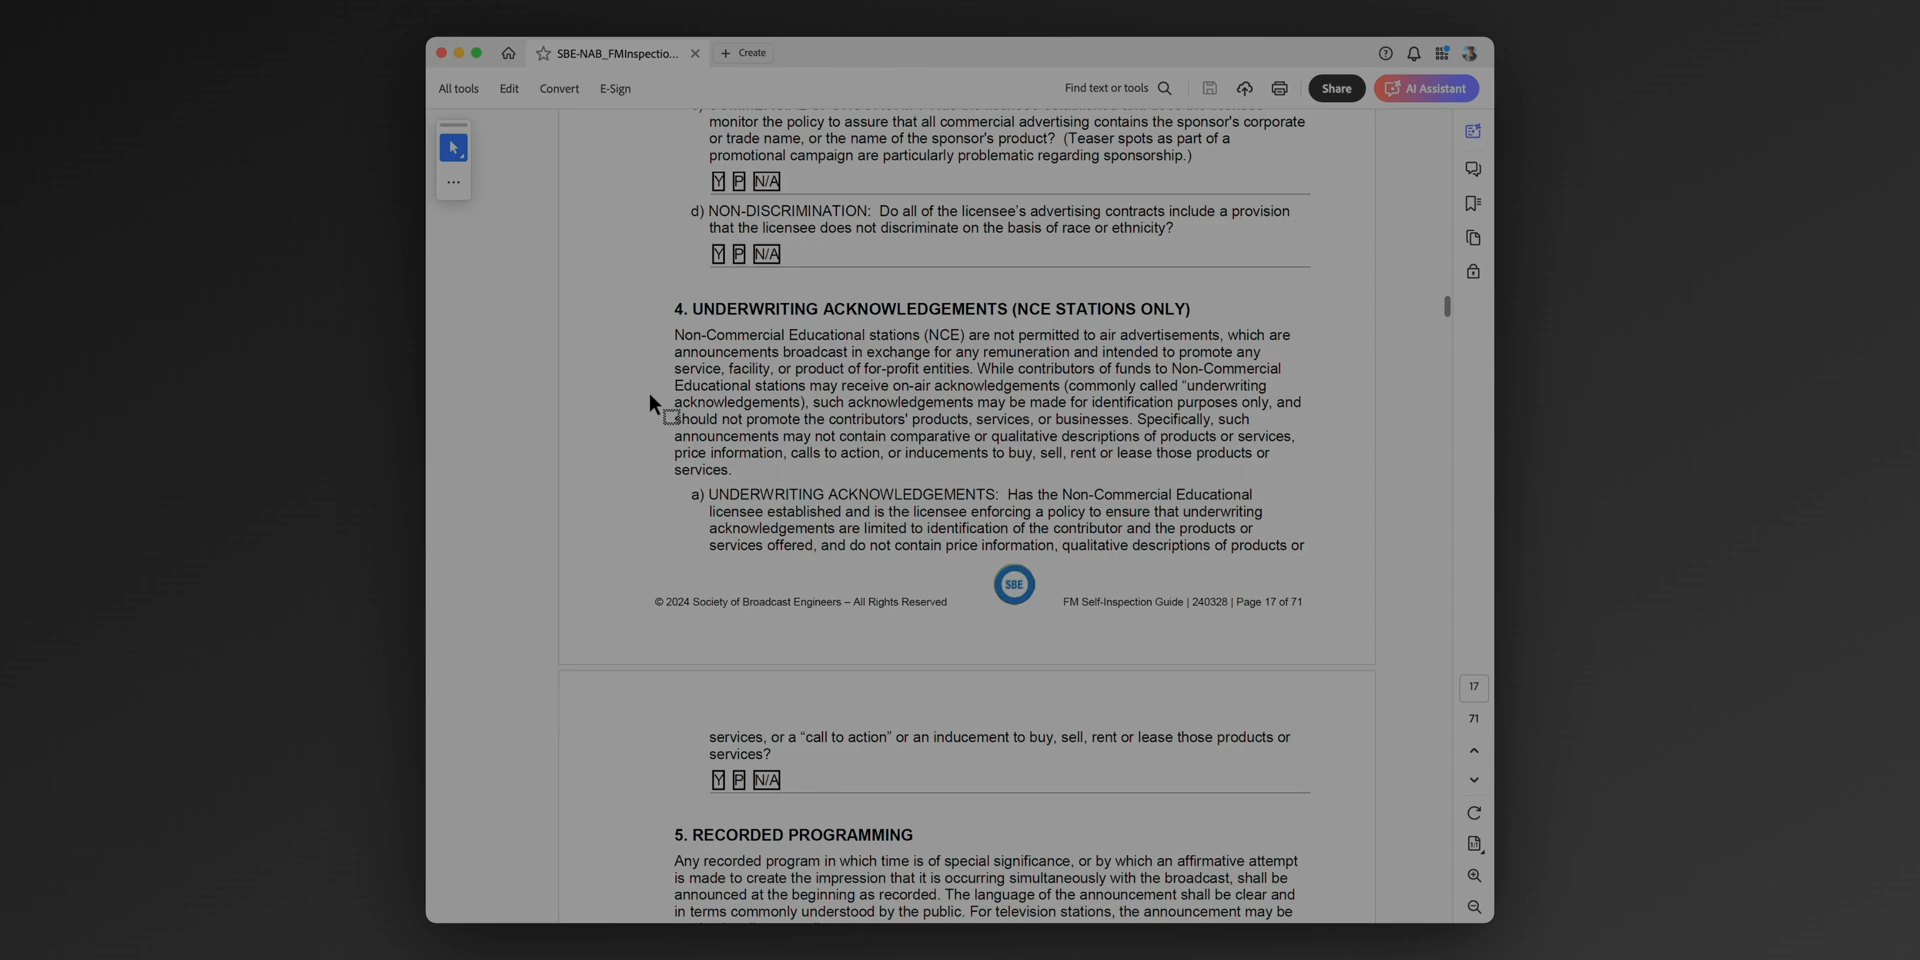 SBE-NAB_FMInspectio...
Create
All tools
Edit
Convert
E-Sign
Find text or tools
Share
AI Assistant
monitor the policy to assure that all commercial advertising contains the sponsor's corporate
or trade name, or the name of the sponsor's product? (Teaser spots as part of a
promotional campaign are particularly problematic regarding sponsorship.)
Y P N/A
d) NON-DISCRIMINATION: Do all of the licensee's advertising contracts include a provision
that the licensee does not discriminate on the basis of race or ethnicity?
Y P N/A
4. UNDERWRITING ACKNOWLEDGEMENTS (NCE STATIONS ONLY)
Non-Commercial Educational stations (NCE) are not permitted to air advertisements, which are
announcements broadcast in exchange for any remuneration and intended to promote any
service, facility, or product of for-profit entities. While contributors of funds to Non-Commercial
Educational stations may receive on-air acknowledgements (commonly called “underwriting
acknowledgements), such acknowledgements may be made for identification purposes only, and
should not promote the contributors' products, services, or businesses. Specifically, such
announcements may not contain comparative or qualitative descriptions of products or services,
price information, calls to action, or inducements to buy, sell, rent or lease those products or
services.
a) UNDERWRITING ACKNOWLEDGEMENTS: Has the Non-Commercial Educational
licensee established and is the licensee enforcing a policy to ensure that underwriting
acknowledgements are limited to identification of the contributor and the products or
services offered, and do not contain price information, qualitative descriptions of products or
SBE
© 2024 Society of Broadcast Engineers – All Rights Reserved
FM Self-Inspection Guide | 240328 | Page 17 of 71
17
71
services, or a “call to action” or an inducement to buy, sell, rent or lease those products or
services?
Y P N/A
5. RECORDED PROGRAMMING
Any recorded program in which time is of special significance, or by which an affirmative attempt
is made to create the impression that it is occurring simultaneously with the broadcast, shall be
announced at the beginning as recorded. The language of the announcement shall be clear and
in terms commonly understood by the public. For television stations, the announcement may be